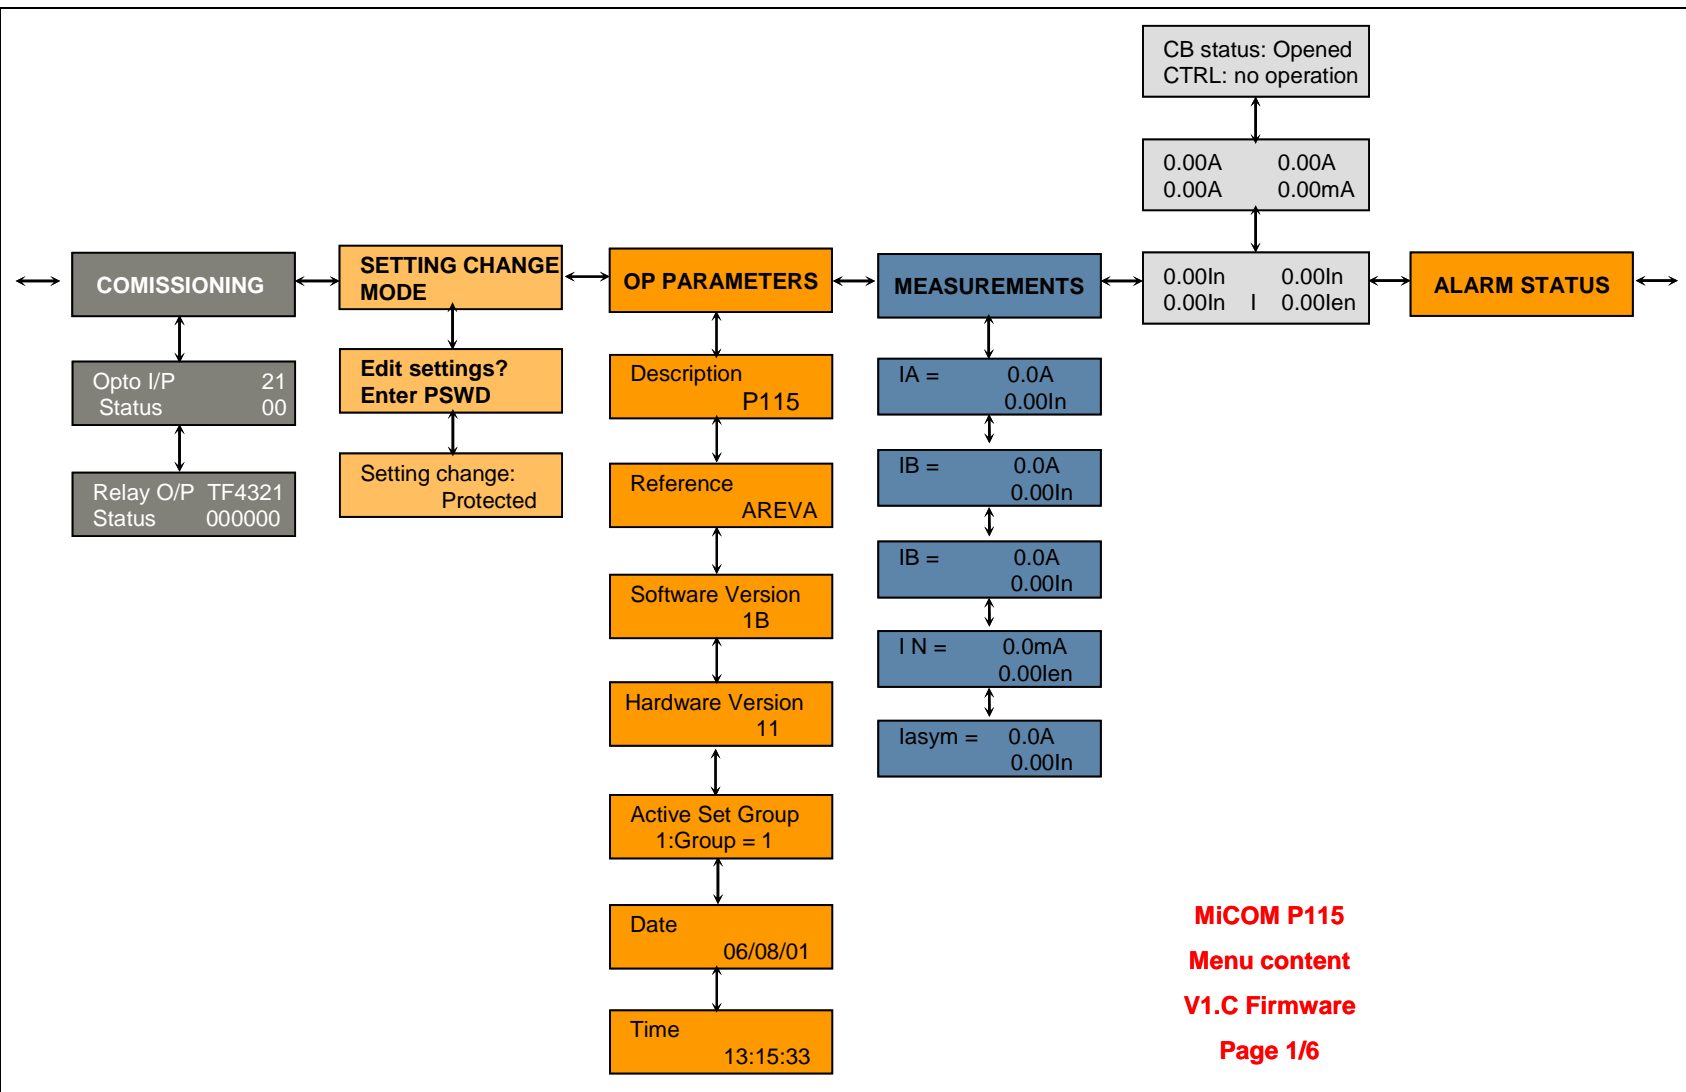 CB status: Opened
CTRL: no operation
0.00A 0.00A
0.00A 0.00mA
COMISSIONING
Opto I/P 21
Status 00
Relay O/P TF4321
Status 000000
SETTING CHANGE
MODE
Edit settings?
Enter PSWD
Setting change:
Protected
OP PARAMETERS
Description
P115
Reference
AREVA
Software Version
1B
Hardware Version
11
Active Set Group
1:Group = 1
Date
06/08/01
Time
13:15:33
MEASUREMENTS
IA = 0.0A
0.00In
IB = 0.0A
0.00In
IB = 0.0A
0.00In
I N = 0.0mA
0.00Ien
Iasym = 0.0A
0.00In
0.00In 0.00In
0.00In I 0.00Ien
ALARM STATUS
MiCOM P115
Menu content
V1.C Firmware
Page 1/6